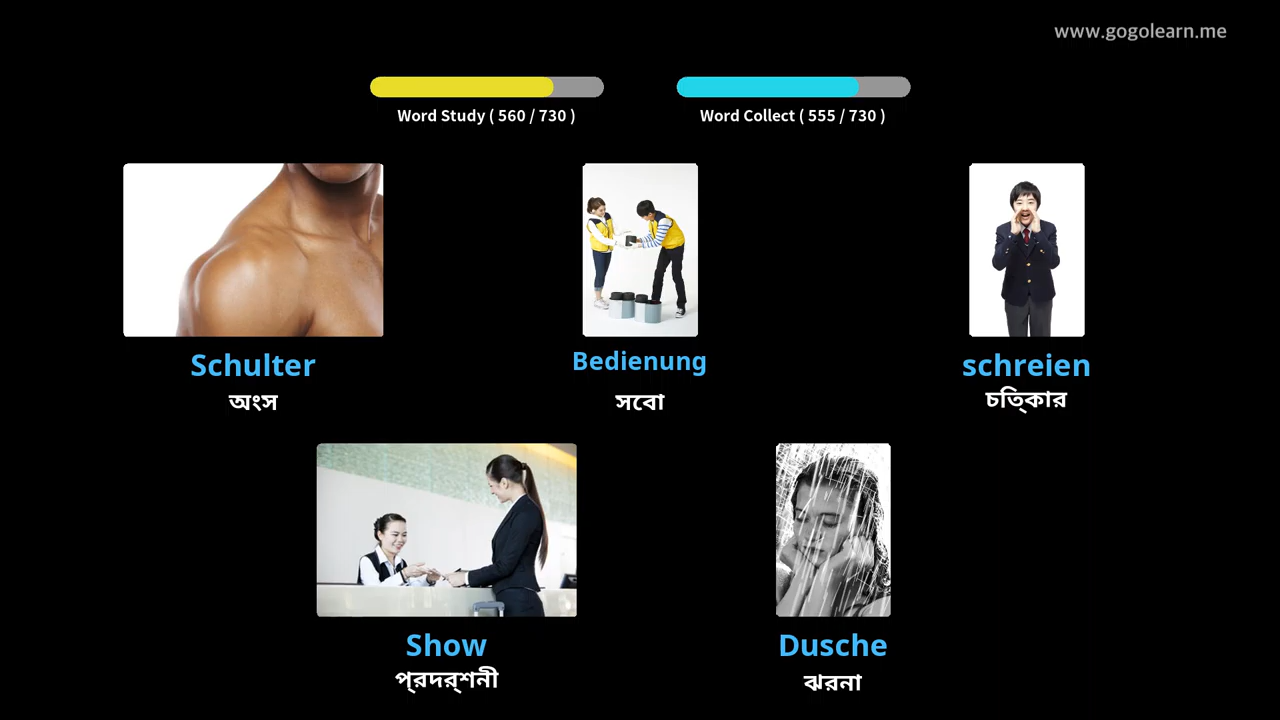 www.gogolearn.me
Word Study ( 560 / 730 )
Word Collect ( 555 / 730 )
Schulter
Bedienung
schreien
অংস
সবো
চতি্কার
Show
Dusche
প্রদর্শনী
ঝরনা